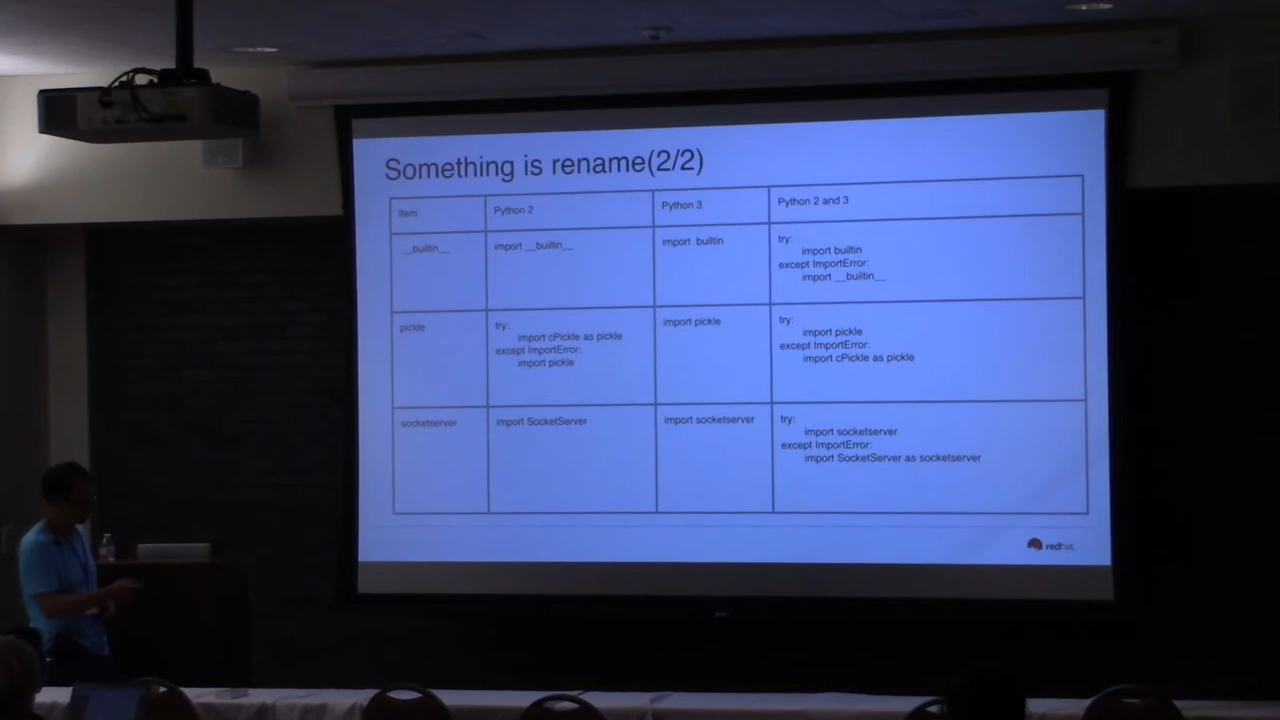 Something is rename(2/2)
Item
Python 2
Python 3
Python 2 and 3
__builtin__
import __builtin__
import builtin
try:
import builtin
except ImportError:
import __builtin__
pickle
try:
import cPickle as pickle
except ImportError:
import pickle
import pickle
try:
import pickle
except ImportError:
import cPickle as pickle
socketserver
import SocketServer
import socketserver
try:
import socketserver
except ImportError:
import SocketServer as socketserver
redhat.